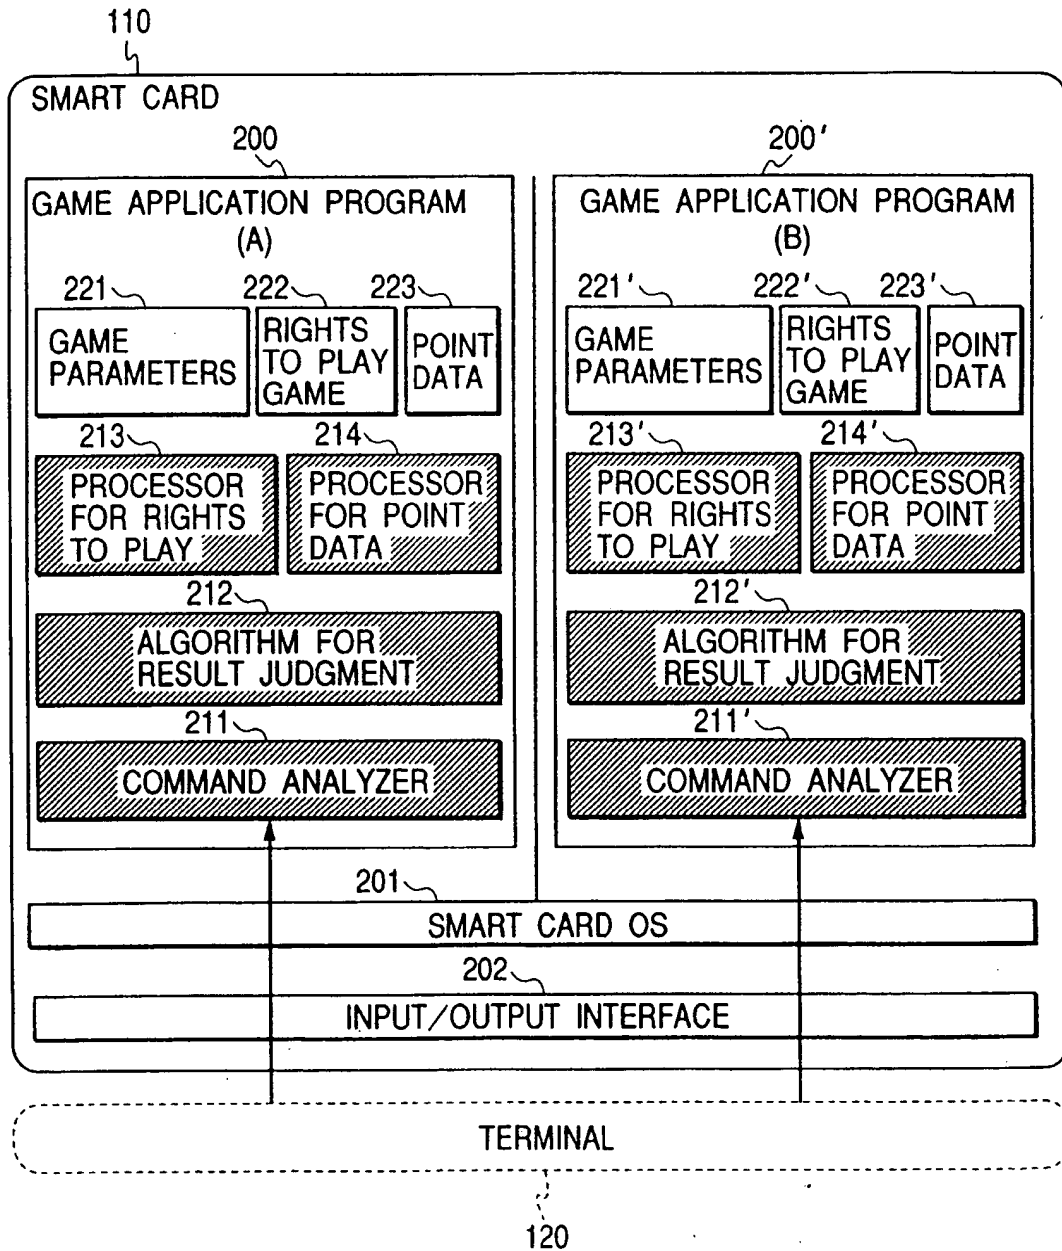 110
SMART CARD
200
200'
GAME APPLICATION PROGRAM
(A)
GAME APPLICATION PROGRAM
(B)
221
222
223
221'
222'
223'
GAME
PARAMETERS
RIGHTS
TO PLAY
GAME
POINT
DATA
GAME
PARAMETERS
RIGHTS
TO PLAY
GAME
POINT
DATA
213
214
213'
214'
PROCESSOR
FOR RIGHTS
TO PLAY
PROCESSOR
FOR POINT
DATA
PROCESSOR
FOR RIGHTS
TO PLAY
PROCESSOR
FOR POINT
DATA
212
212'
ALGORITHM FOR
RESULT JUDGMENT
ALGORITHM FOR
RESULT JUDGMENT
211
211'
COMMAND ANALYZER
COMMAND ANALYZER
201
SMART CARD OS
202
INPUT/OUTPUT INTERFACE
TERMINAL
120